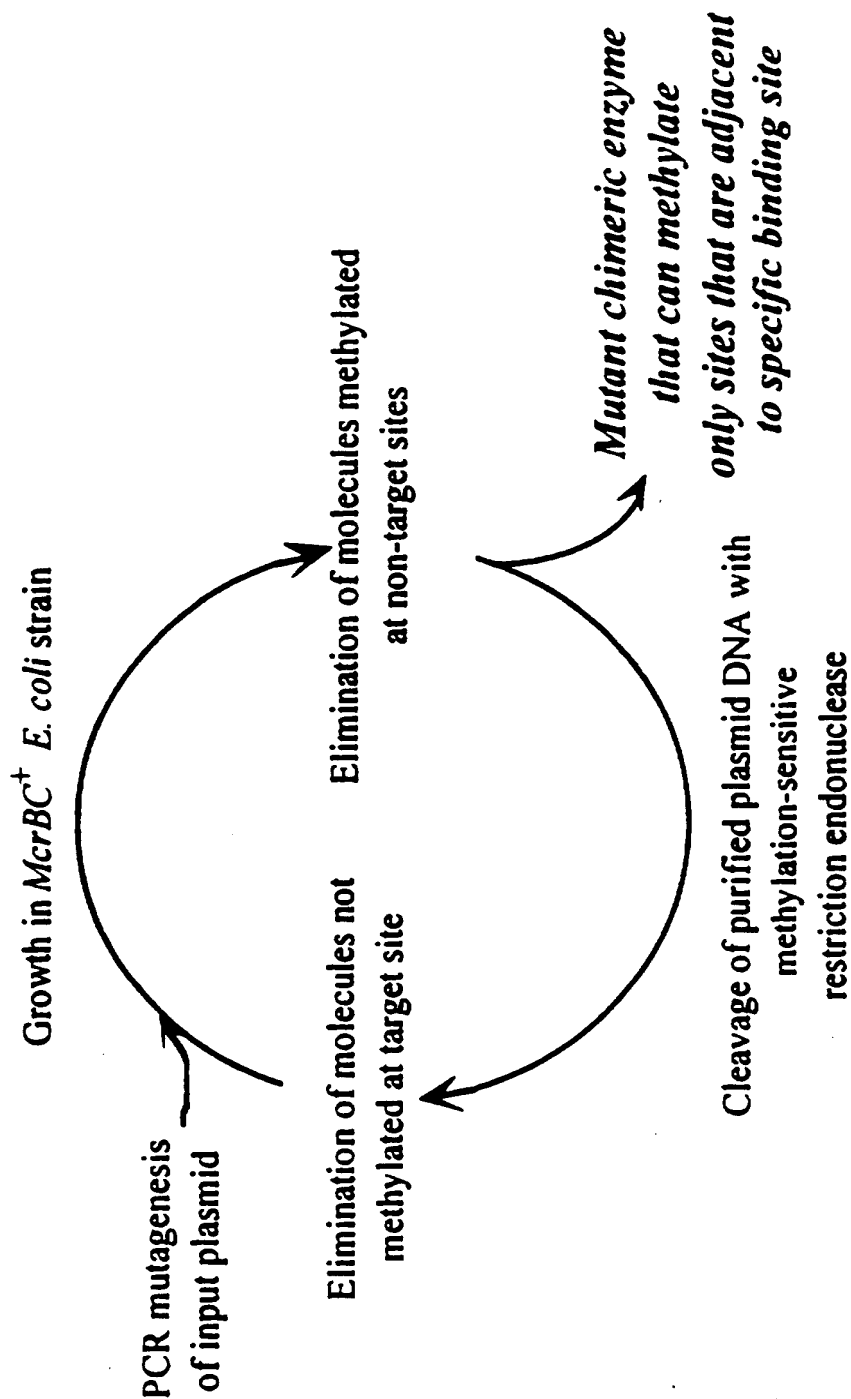 Growth in McrBC+ E. coli strain
PCR mutagenesis
of input plasmid
Elimination of molecules not
methylated at target site
Elimination of molecules methylated
at non-target sites
Mutant chimeric enzyme
that can methylate
only sites that are adjacent
to specific binding site
Cleavage of purified plasmid DNA with
methylation-sensitive
restriction endonuclease